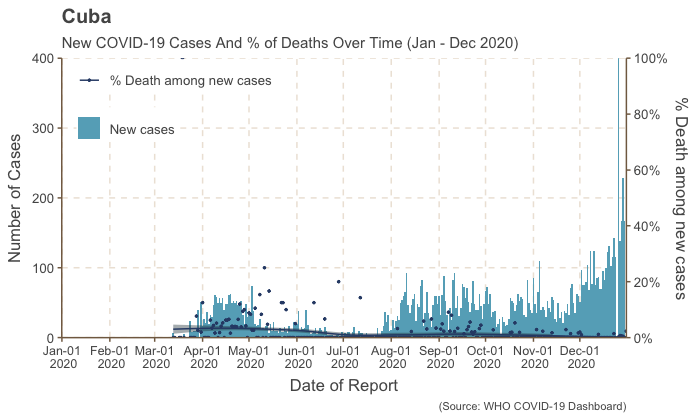 Cuba
New COVID-19 Cases And % of Deaths Over Time (Jan - Dec 2020)
400
300
200
100
0
Number of Cases
% Death among new cases
New cases
100%
80%
60%
40%
20%
0%
% Death among new cases
Jan-01 Feb-01 Mar-01 Apr-01 May-01 Jun-01 Jul-01 Aug-01 Sep-01 Oct-01 Nov-01 Dec-01
2020 2020 2020 2020 2020 2020 2020 2020 2020 2020 2020 2020
Date of Report
(Source: WHO COVID-19 Dashboard)